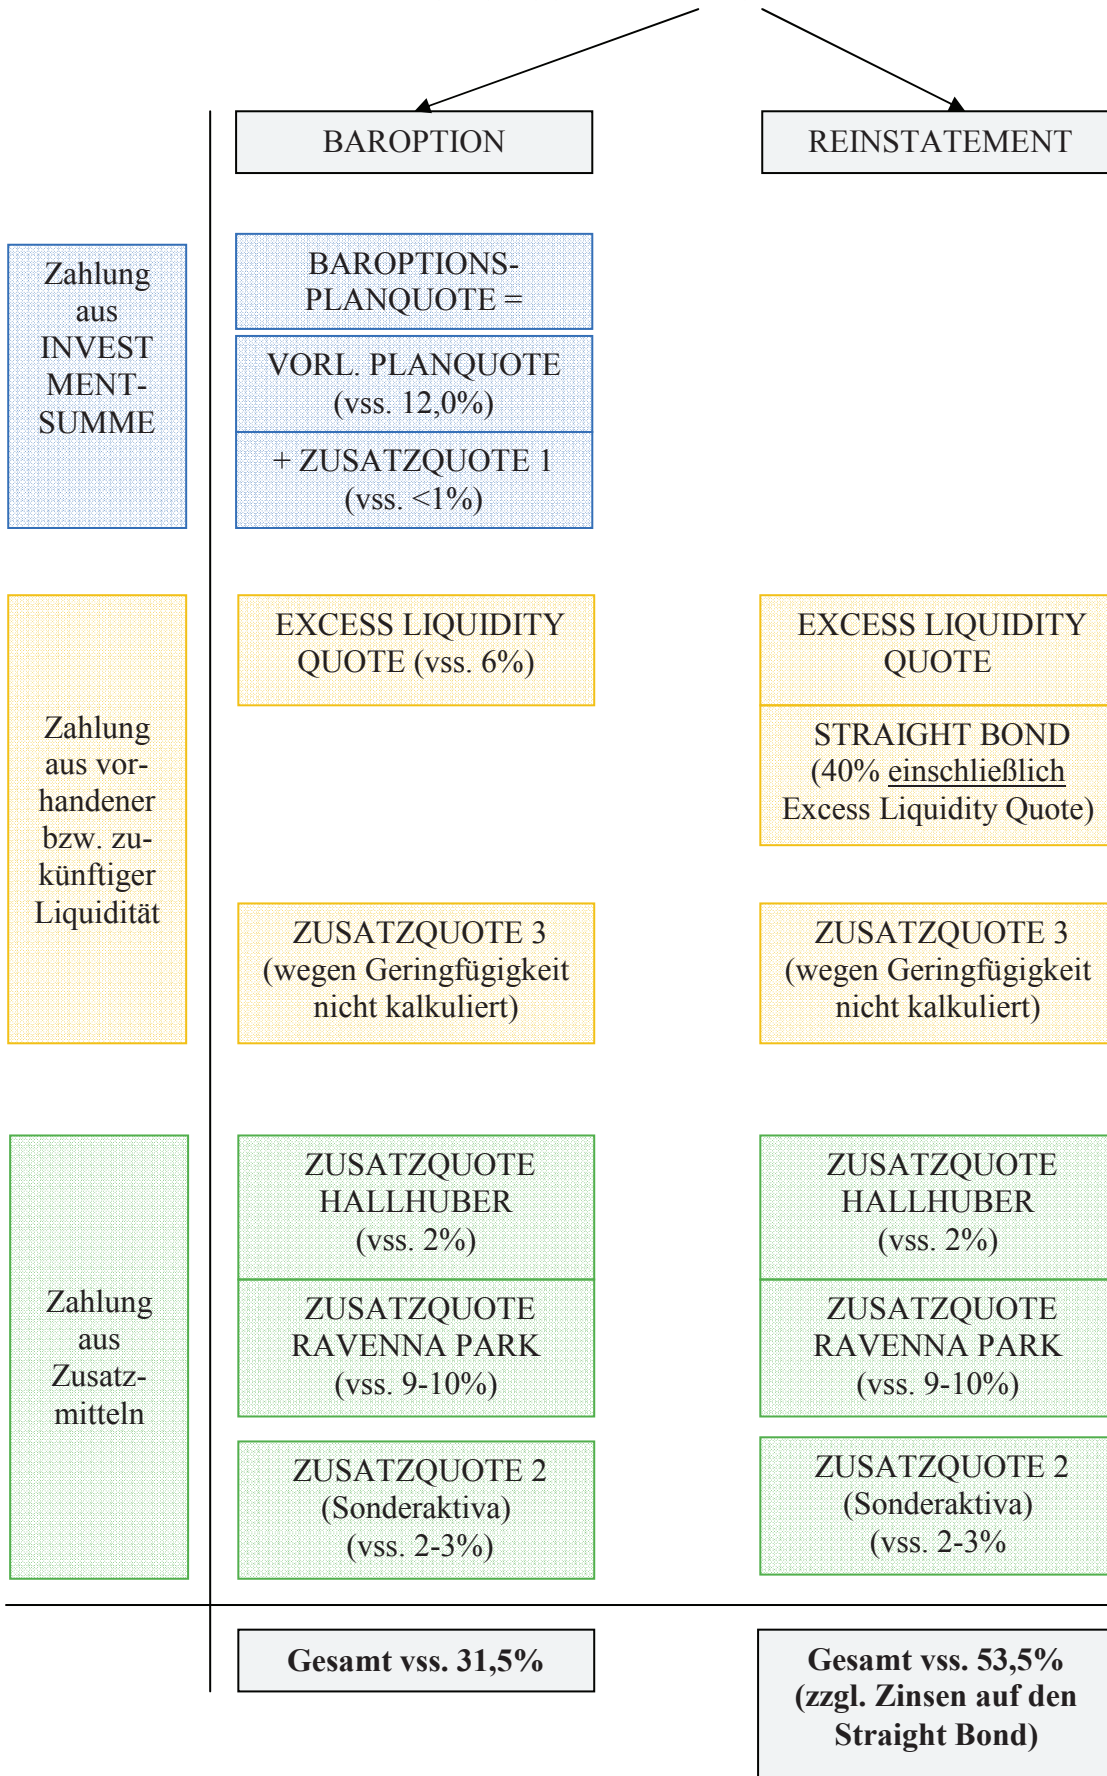 BAROPTION
REINSTATEMENT
Zahlung
aus
INVEST
MENT-
SUMME
BAROPTIONS-
PLANQUOTE =
VORL. PLANQUOTE
(vss. 12,0%)
+ ZUSATZQUOTE 1
(vss. <1%)
Zahlung
aus vor-
handener
bzw. zu-
künftiger
Liquidität
EXCESS LIQUIDITY
QUOTE (vss. 6%)
EXCESS LIQUIDITY
QUOTE
STRAIGHT BOND
(40% einschließlich
Excess Liquidity Quote)
ZUSATZQUOTE 3
(wegen Geringfügigkeit
nicht kalkuliert)
ZUSATZQUOTE 3
(wegen Geringfügigkeit
nicht kalkuliert)
Zahlung
aus
Zusatz-
mitteln
ZUSATZQUOTE
HALLHUBER
(vss. 2%)
ZUSATZQUOTE
RAVENNA PARK
(vss. 9-10%)
ZUSATZQUOTE 2
(Sonderaktiva)
(vss. 2-3%)
ZUSATZQUOTE
HALLHUBER
(vss. 2%)
ZUSATZQUOTE
RAVENNA PARK
(vss. 9-10%)
ZUSATZQUOTE 2
(Sonderaktiva)
(vss. 2-3%
Gesamt vss. 31,5%
Gesamt vss. 53,5%
(zzgl. Zinsen auf den
Straight Bond)